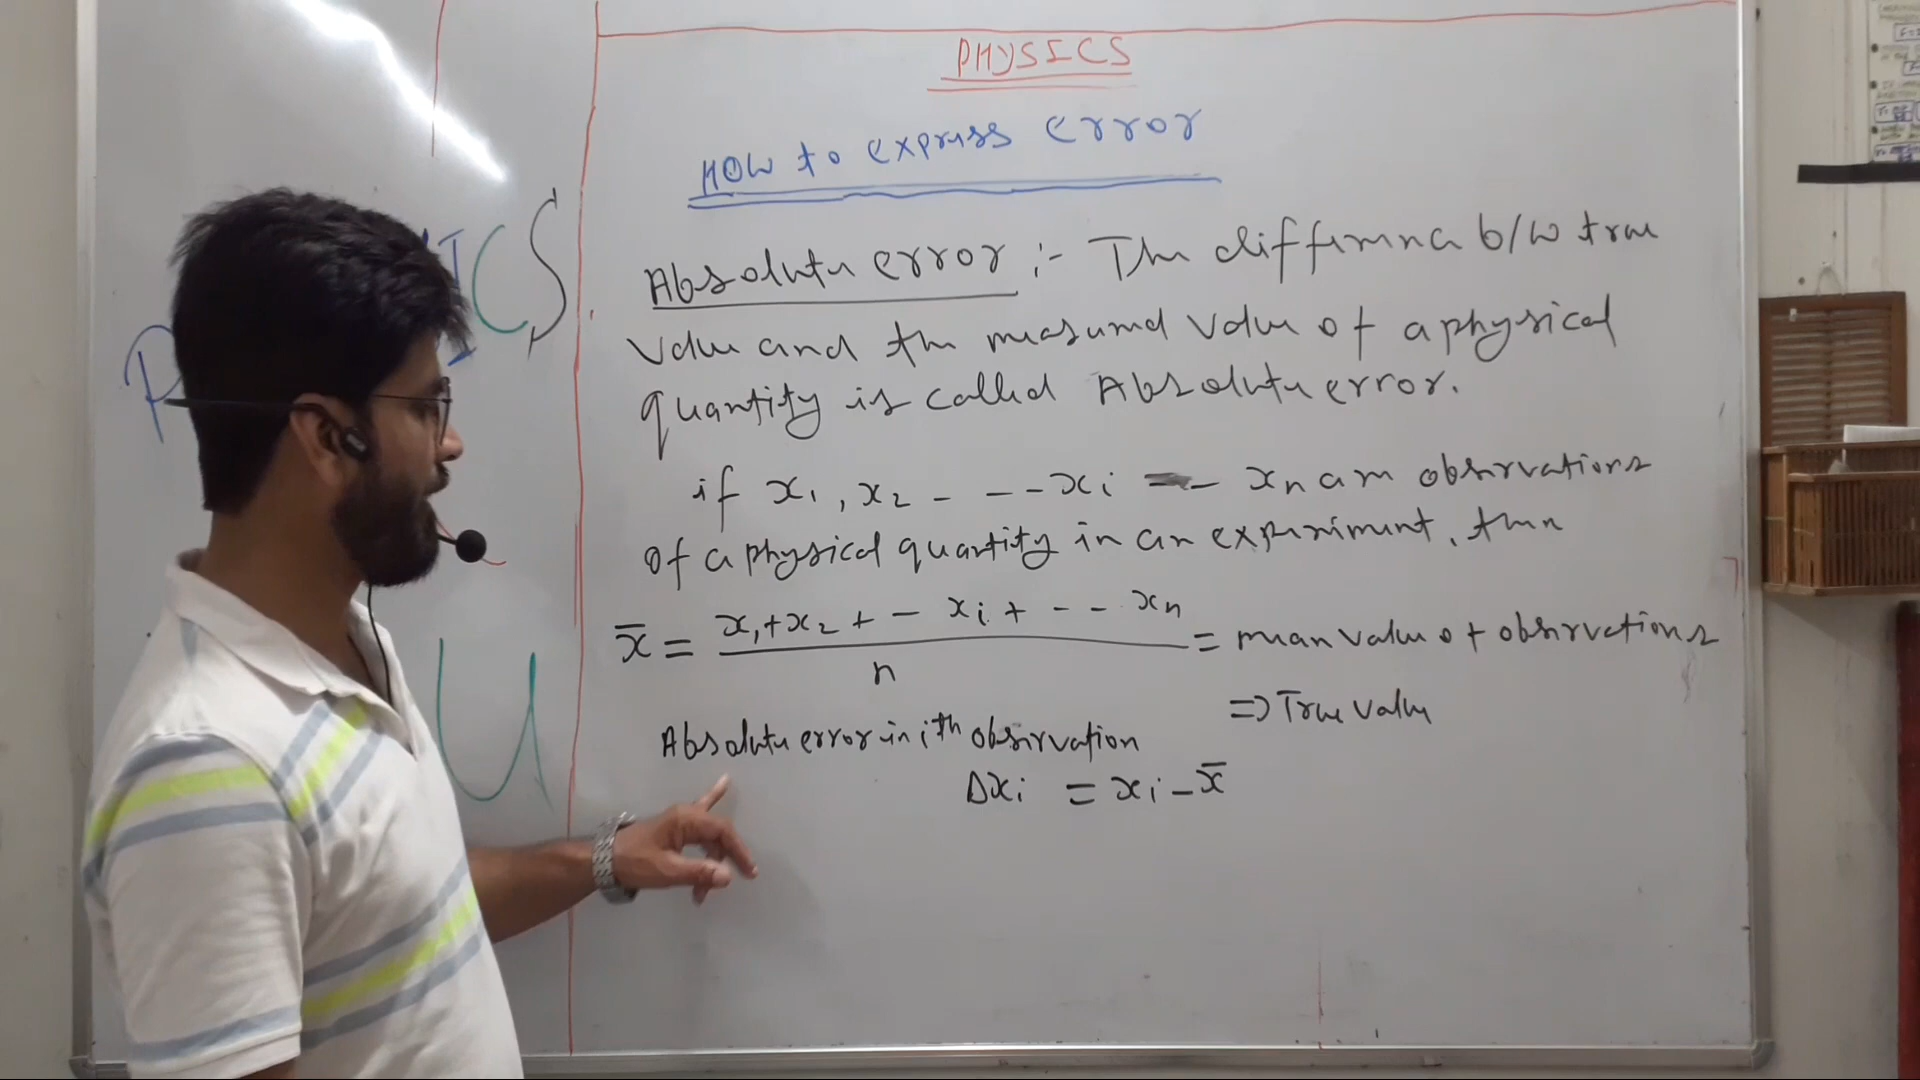 PHYSICS
HOW to express error
Absolute error :- The difference b/w true
value and the measured value of a physical
quantity is called Absolute error.
if x₁, x₂ - - - xᵢ - - xₙ are observations
of a physical quantity in an experiment, then
x̄ = (x₁ + x₂ + - xᵢ + - - xₙ) / n = mean value of observations
=> True value
Absolute error in iᵗʰ observation
Δxᵢ = xᵢ - x̄
P ICS
U